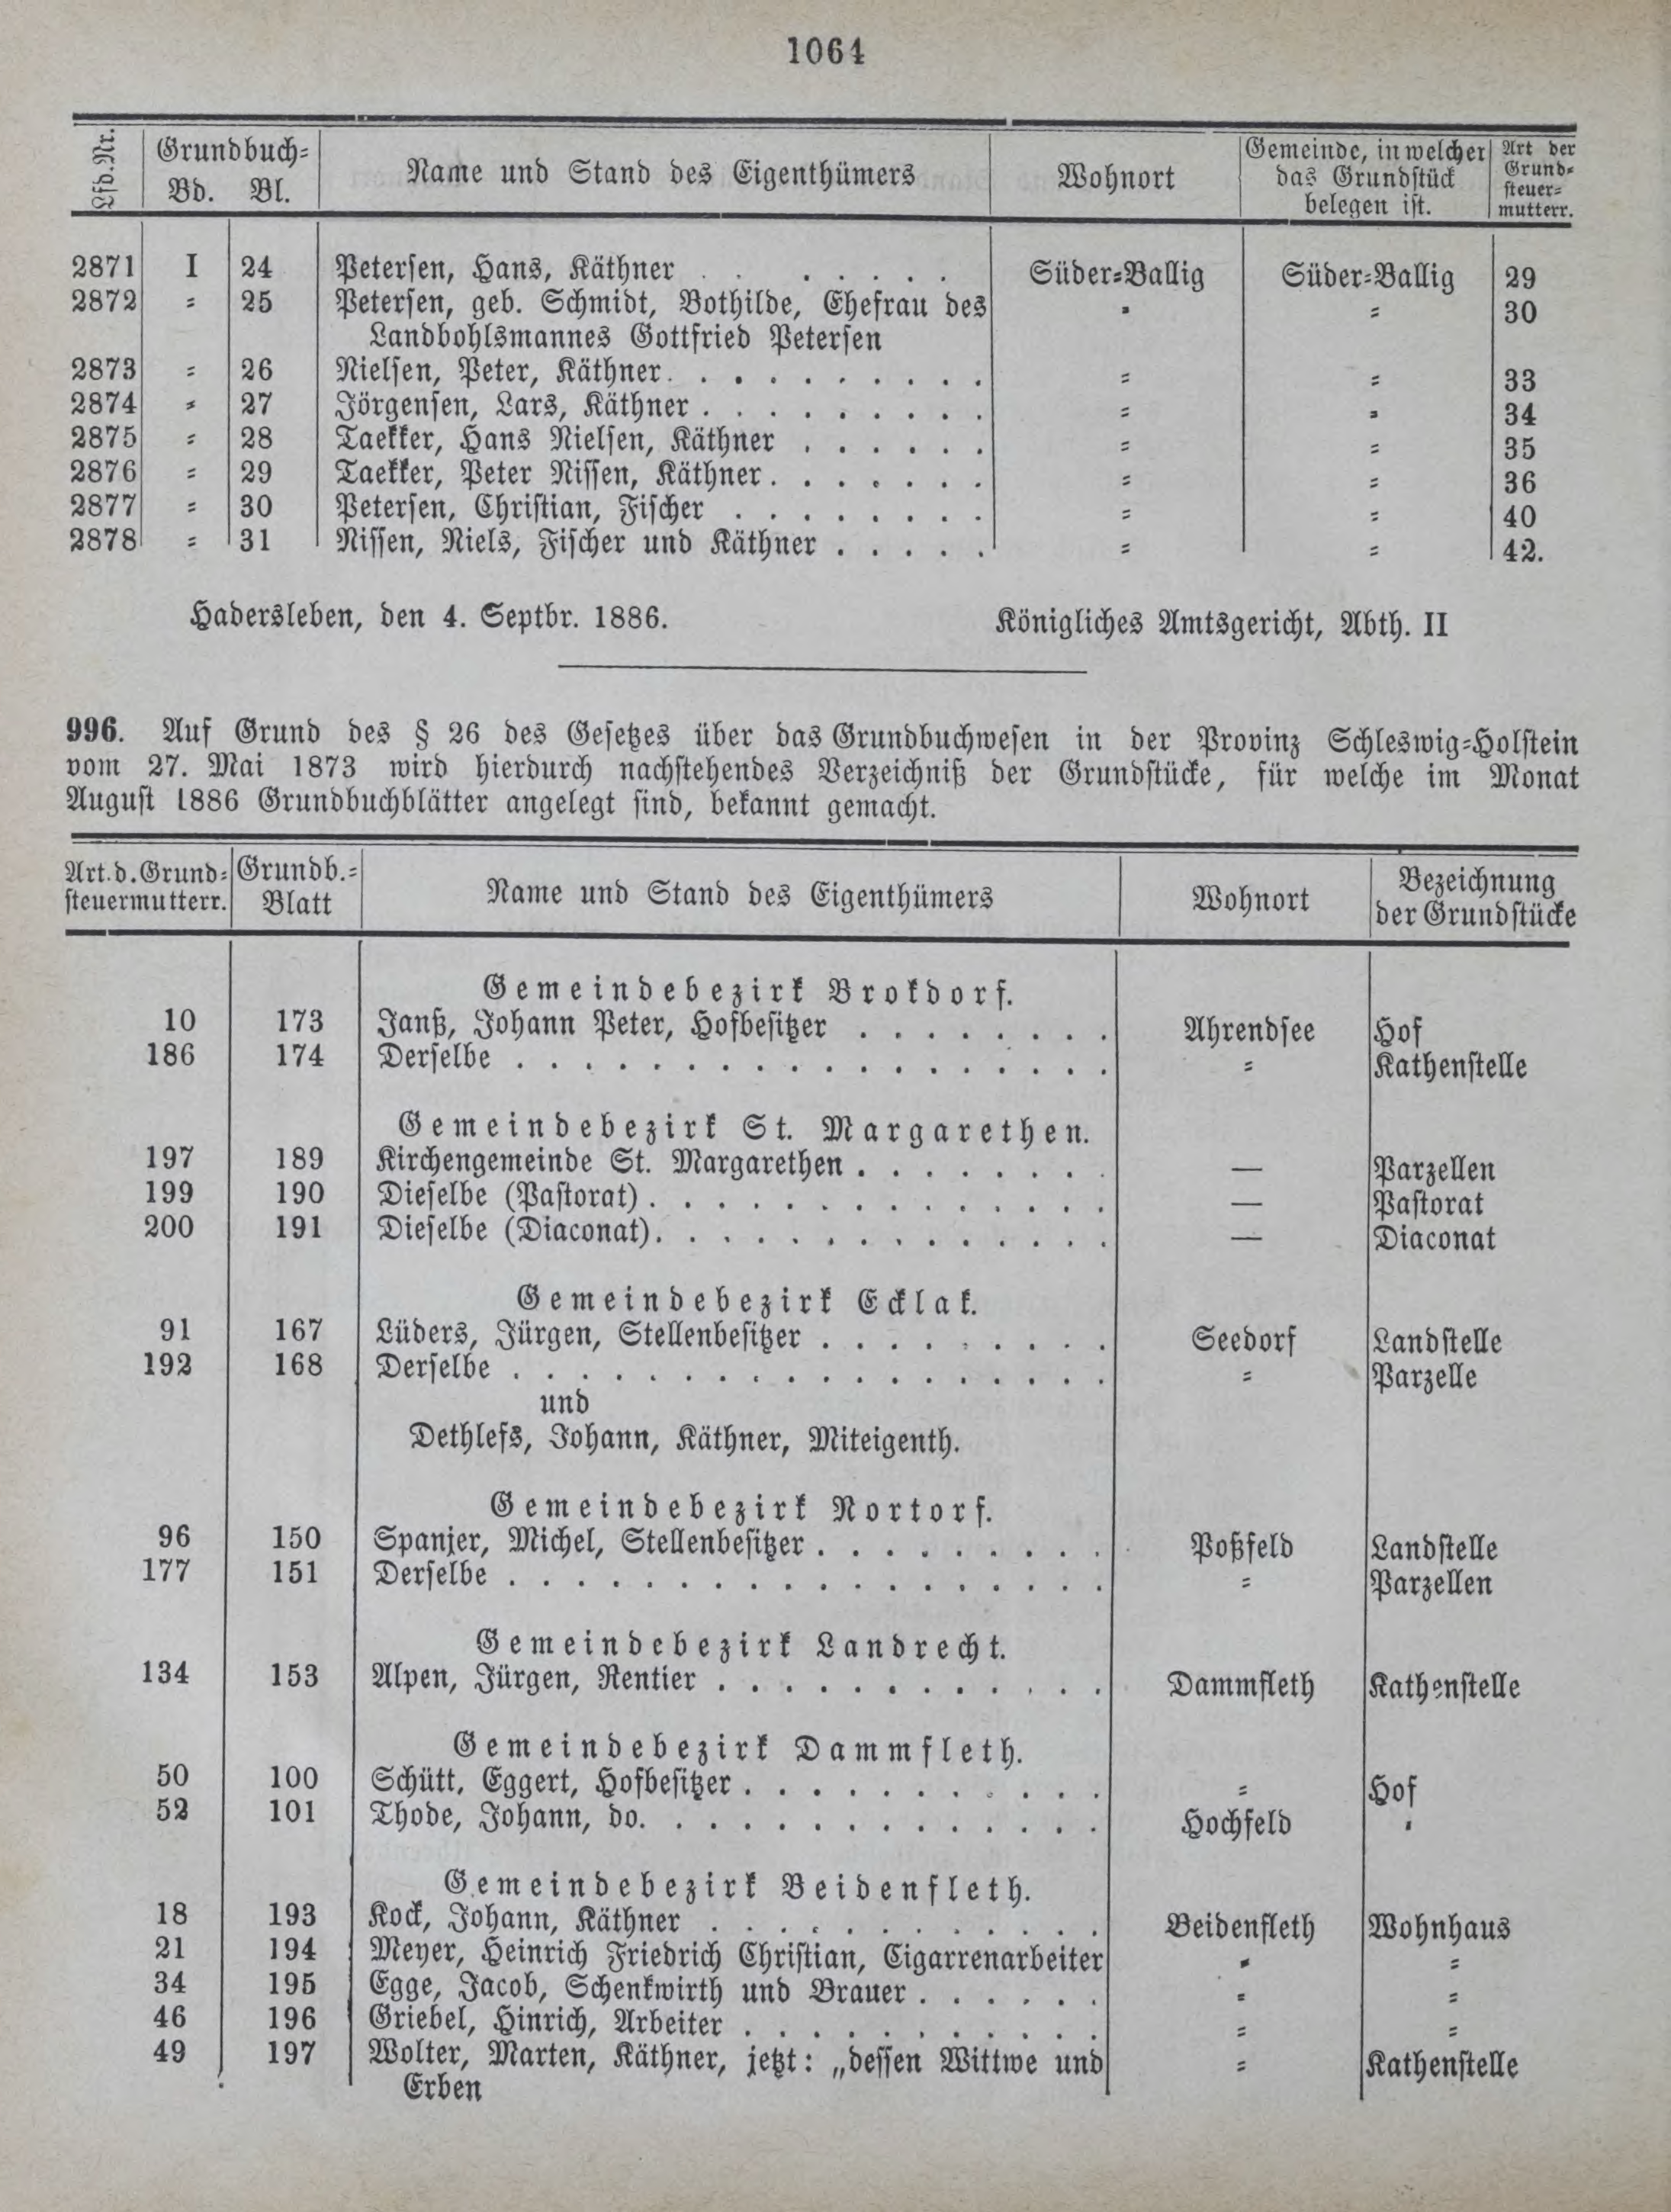 1064
Lfd. Nr. Grundbuch= Bd. Bl. Name und Stand des Eigenthümers Wohnort Gemeinde, in welcher das Grundstück belegen ist. Art der Grund=steuer=mutterr.
2871 I 24 Petersen, Hans, Käthner . . . . . . . Süder=Ballig Süder=Ballig 29
2872 = 25 Petersen, geb. Schmidt, Bothilde, Ehefrau des = = 30
Landbohlsmannes Gottfried Petersen
2873 = 26 Nielsen, Peter, Käthner. . . . . . . . . . = = 33
2874 = 27 Jörgensen, Lars, Käthner . . . . . . . . . = = 34
2875 = 28 Taekker, Hans Nielsen, Käthner . . . . . . = = 35
2876 = 29 Taekker, Peter Nissen, Käthner. . . . . . . = = 36
2877 = 30 Petersen, Christian, Fischer . . . . . . . . = = 40
2878 = 31 Nissen, Niels, Fischer und Käthner . . . . . = = 42.
Hadersleben, den 4. Septbr. 1886. Königliches Amtsgericht, Abth. II
996. Auf Grund des § 26 des Gesetzes über das Grundbuchwesen in der Provinz Schleswig=Holstein
vom 27. Mai 1873 wird hierdurch nachstehendes Verzeichniß der Grundstücke, für welche im Monat
August 1886 Grundbuchblätter angelegt sind, bekannt gemacht.
Art. d. Grund=steuermutterr. Grundb.=Blatt Name und Stand des Eigenthümers Wohnort Bezeichnung der Grundstücke
Gemeindebezirk Brokdorf.
10 173 Janß, Johann Peter, Hofbesitzer . . . . . . . . Ahrendsee Hof
186 174 Derselbe . . . . . . . . . . . . . . . . . . = Kathenstelle
Gemeindebezirk St. Margarethen.
197 189 Kirchengemeinde St. Margarethen . . . . . . . . — Parzellen
199 190 Dieselbe (Pastorat) . . . . . . . . . . . . . . — Pastorat
200 191 Dieselbe (Diaconat). . . . . . . . . . . . . . — Diaconat
Gemeindebezirk Ecklak.
91 167 Lüders, Jürgen, Stellenbesitzer . . . . . . . . . Seedorf Landstelle
192 168 Derselbe . . . . . . . . . . . . . . . . . . = Parzelle
und
Dethlefs, Johann, Käthner, Miteigenth.
Gemeindebezirk Nortorf.
96 150 Spanjer, Michel, Stellenbesitzer . . . . . . . . . Poßfeld Landstelle
177 151 Derselbe . . . . . . . . . . . . . . . . . . = Parzellen
Gemeindebezirk Landrecht.
134 153 Alpen, Jürgen, Rentier . . . . . . . . . . . . Dammfleth Kathenstelle
Gemeindebezirk Dammfleth.
50 100 Schütt, Eggert, Hofbesitzer . . . . . . . . . . . = Hof
52 101 Thode, Johann, do. . . . . . . . . . . . . . . Hochfeld =
Gemeindebezirk Beidenfleth.
18 193 Kock, Johann, Käthner . . . . . . . . . . . . Beidenfleth Wohnhaus
21 194 Meyer, Heinrich Friedrich Christian, Cigarrenarbeiter = =
34 195 Egge, Jacob, Schenkwirth und Brauer . . . . . . = =
46 196 Griebel, Hinrich, Arbeiter . . . . . . . . . . . = =
49 197 Wolter, Marten, Käthner, jetzt: „dessen Wittwe und = Kathenstelle
Erben